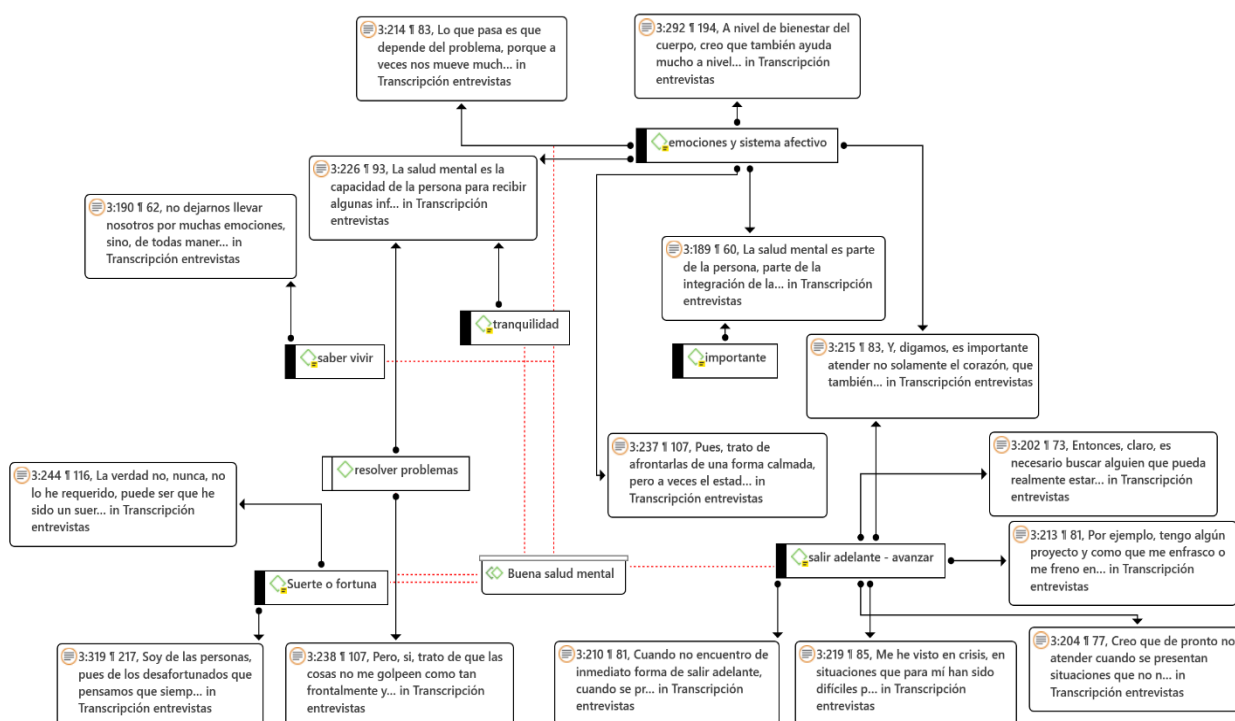 3:214 ¶ 83, Lo que pasa es que
depende del problema, porque a
veces nos mueve much… in
Transcripción entrevistas
3:292 ¶ 194, A nivel de bienestar del
cuerpo, creo que también ayuda
mucho a nivel… in Transcripción
entrevistas
emociones y sistema afectivo
3:226 ¶ 93, La salud mental es la
capacidad de la persona para recibir
algunas inf… in Transcripción
entrevistas
3:190 ¶ 62, no dejarnos llevar
nosotros por muchas emociones,
sino, de todas maner… in
Transcripción entrevistas
3:189 ¶ 60, La salud mental es parte
de la persona, parte de la
integración de la… in Transcripción
entrevistas
tranquilidad
saber vivir
importante
3:215 ¶ 83, Y, digamos, es importante
atender no solamente el corazón, que
también… in Transcripción entrevistas
3:237 ¶ 107, Pues, trato de
afrontarlas de una forma calmada,
pero a veces el estad… in
Transcripción entrevistas
3:202 ¶ 73, Entonces, claro, es
necesario buscar alguien que pueda
realmente estar… in Transcripción
entrevistas
resolver problemas
3:244 ¶ 116, La verdad no, nunca, no
lo he requerido, puede ser que he
sido un suer… in Transcripción
entrevistas
3:213 ¶ 81, Por ejemplo, tengo algún
proyecto y como que me enfrasco o
me freno en… in Transcripción
entrevistas
salir adelante - avanzar
Buena salud mental
Suerte o fortuna
3:319 ¶ 217, Soy de las personas,
pues de los desafortunados que
pensamos que siemp… in
Transcripción entrevistas
3:238 ¶ 107, Pero, si, trato de que las
cosas no me golpeen como tan
frontalmente y… in Transcripción
entrevistas
3:210 ¶ 81, Cuando no encuentro de
inmediato forma de salir adelante,
cuando se pr… in Transcripción
entrevistas
3:219 ¶ 85, Me he visto en crisis, en
situaciones que para mí han sido
difíciles p… in Transcripción
entrevistas
3:204 ¶ 77, Creo que de pronto no
atender cuando se presentan
situaciones que no n… in
Transcripción entrevistas